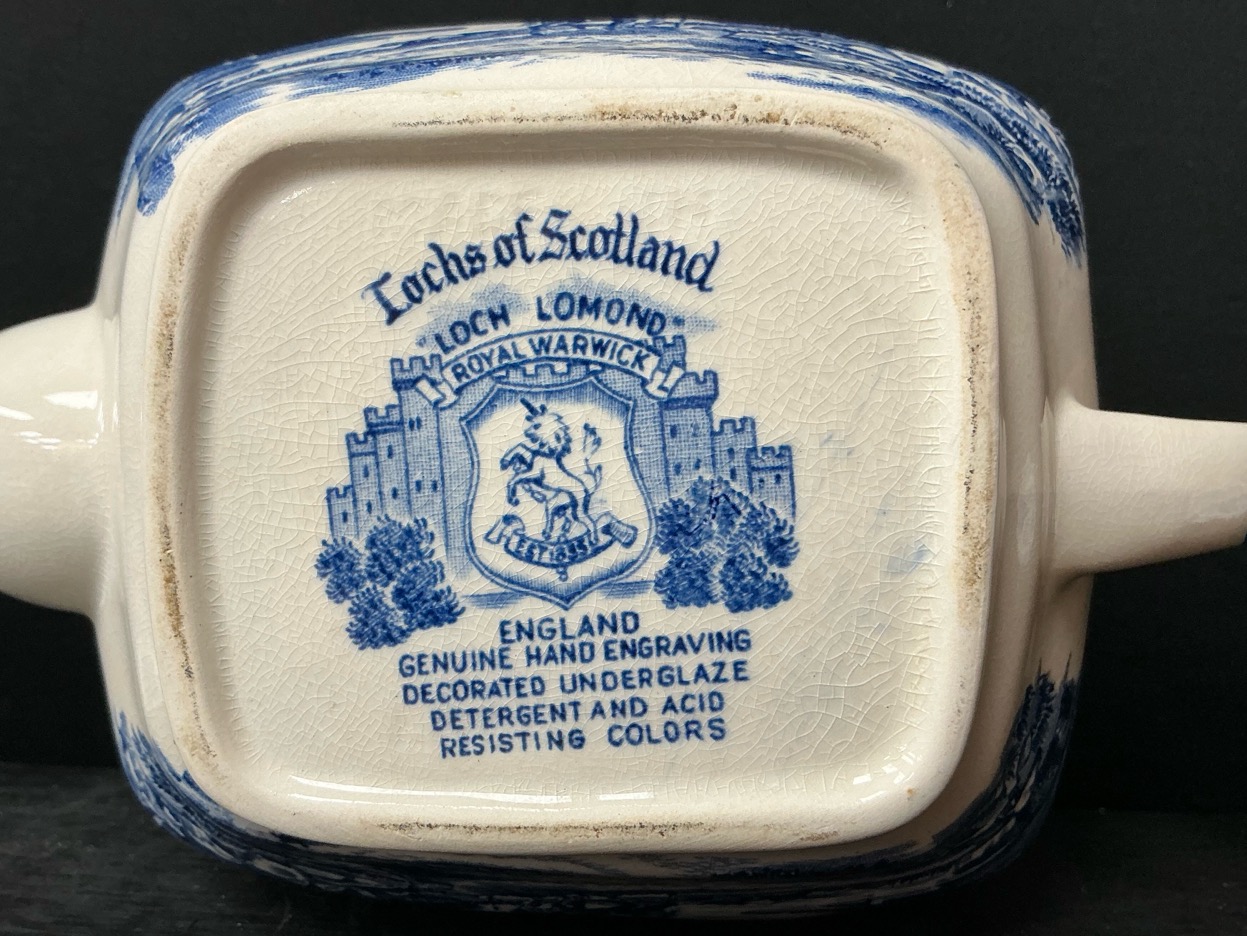 Lochs of Scotland
"LOCH LOMOND"
ROYAL WARWICK
EST. 1835
ENGLAND
GENUINE HAND ENGRAVING
DECORATED UNDERGLAZE
DETERGENT AND ACID
RESISTING COLORS